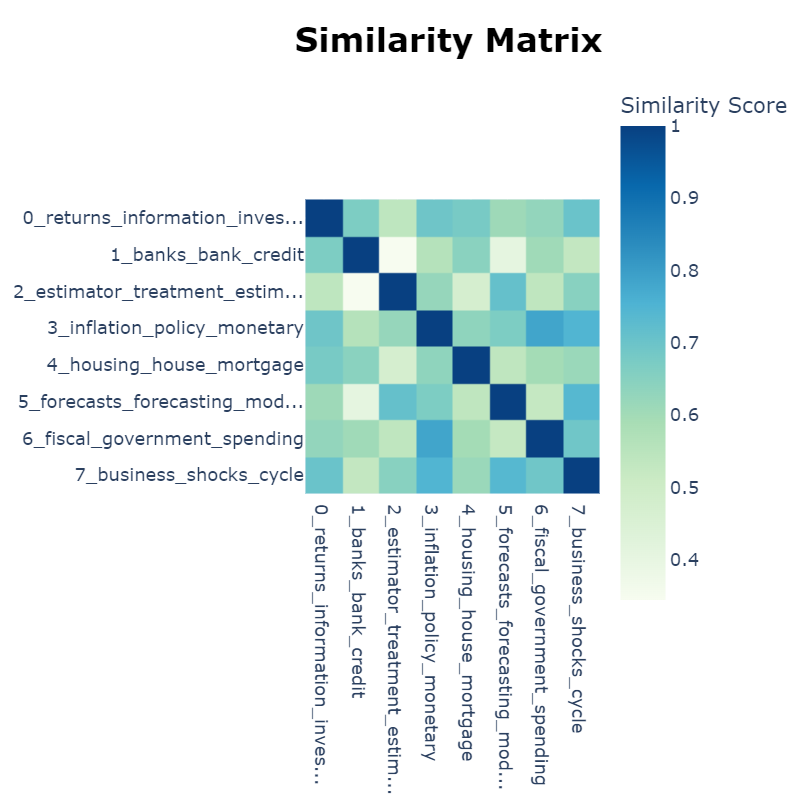 Similarity Matrix
Similarity Score
1
0.9
0.8
0.7
0.6
0.5
0.4
0_returns_information_inves...
1_banks_bank_credit
2_estimator_treatment_estim...
3_inflation_policy_monetary
4_housing_house_mortgage
5_forecasts_forecasting_mod...
6_fiscal_government_spending
7_business_shocks_cycle
0_returns_information_inves...
1_banks_bank_credit
2_estimator_treatment_estim...
3_inflation_policy_monetary
4_housing_house_mortgage
5_forecasts_forecasting_mod...
6_fiscal_government_spending
7_business_shocks_cycle